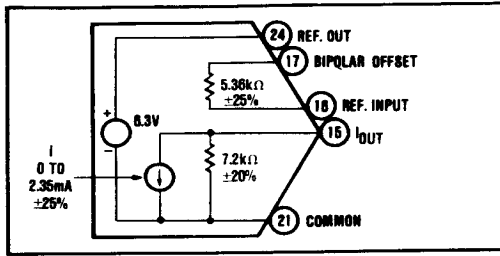 24 REF. OUT
17 BIPOLAR OFFSET
5.36kΩ
±25%
16 REF. INPUT
15 IOUT
+
6.3V
−
I
0 TO
2.35mA
±25%
7.2kΩ
±20%
21 COMMON